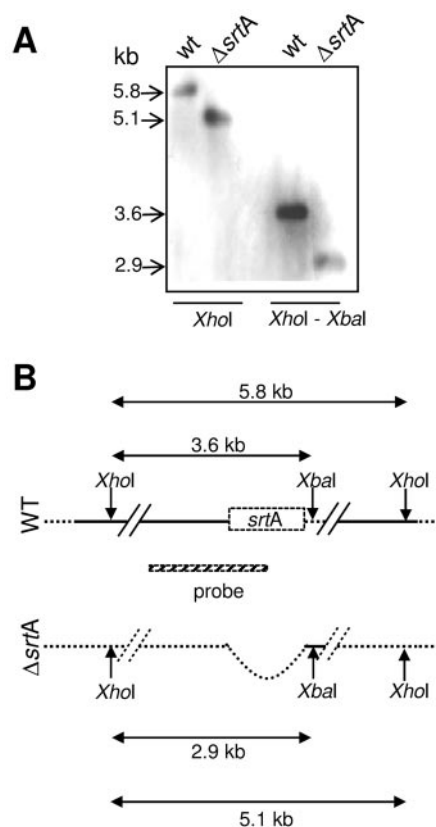 A
kb
wt
ΔsrtA
wt
ΔsrtA
5.8
5.1
3.6
2.9
XhoI
XhoI - XbaI
B
5.8 kb
3.6 kb
XhoI
XbaI
XhoI
WT
srtA
probe
ΔsrtA
XhoI
XbaI
XhoI
2.9 kb
5.1 kb